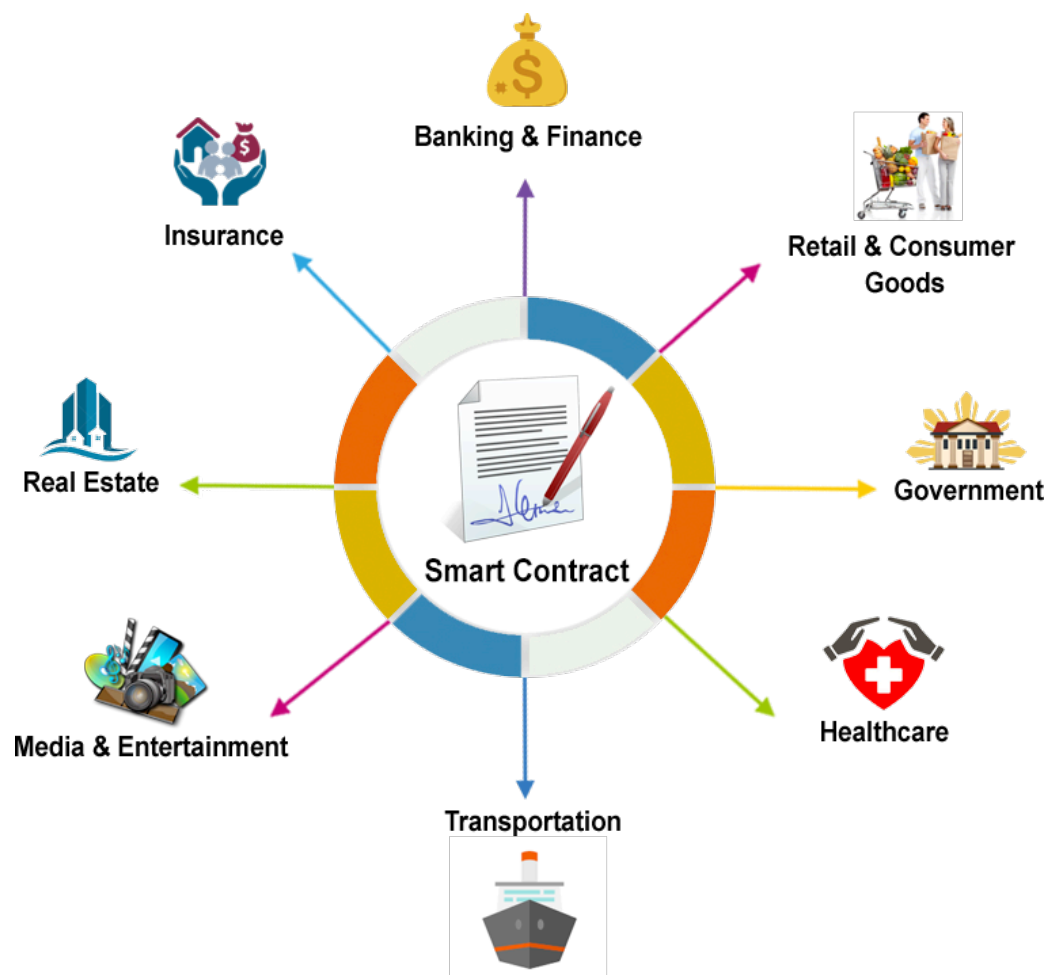 $
Banking & Finance
$
Insurance
Retail & Consumer
Goods
Real Estate
Government
Smart Contract
Media & Entertainment
Healthcare
Transportation